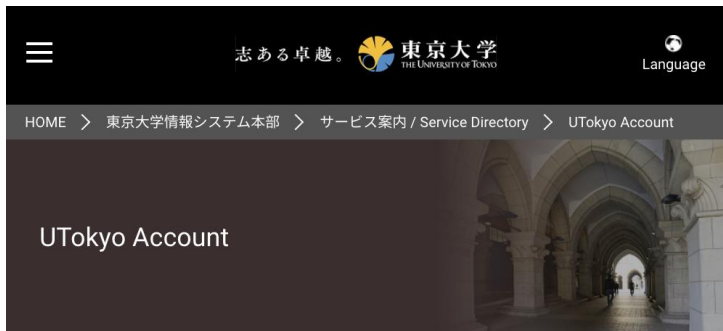 志ある卓越。 東京大学
THE UNIVERSITY OF TOKYO
Language
HOME > 東京大学情報システム本部 > サービス案内 / Service Directory > UTokyo Account
UTokyo Account